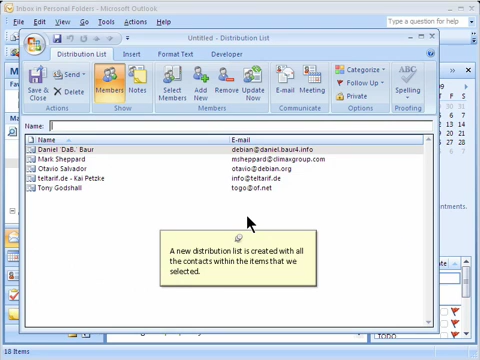 Inbox in Personal Folders - Microsoft Outlook
File Edit View Go Tools Actions Help
Type a question for help
Untitled - Distribution List
Distribution List Insert Format Text Developer
Save & Close
Send
Delete
Actions
Members
Notes
Show
Select Members
Add New
Remove
Update Now
Members
E-mail
Meeting
Communicate
Categorize
Follow Up
Private
Options
Spelling
Proofing
Name:
Name E-mail
Daniel 'DaB.' Baur debian@daniel.baur4.info
Mark Sheppard msheppard@climaxgroup.com
Otavio Salvador otavio@debian.org
teltarif.de - Kai Petzke info@teltarif.de
Tony Godshall togo@of.net
A new distribution list is created with all
the contacts within the items that we
selected.
18 Items